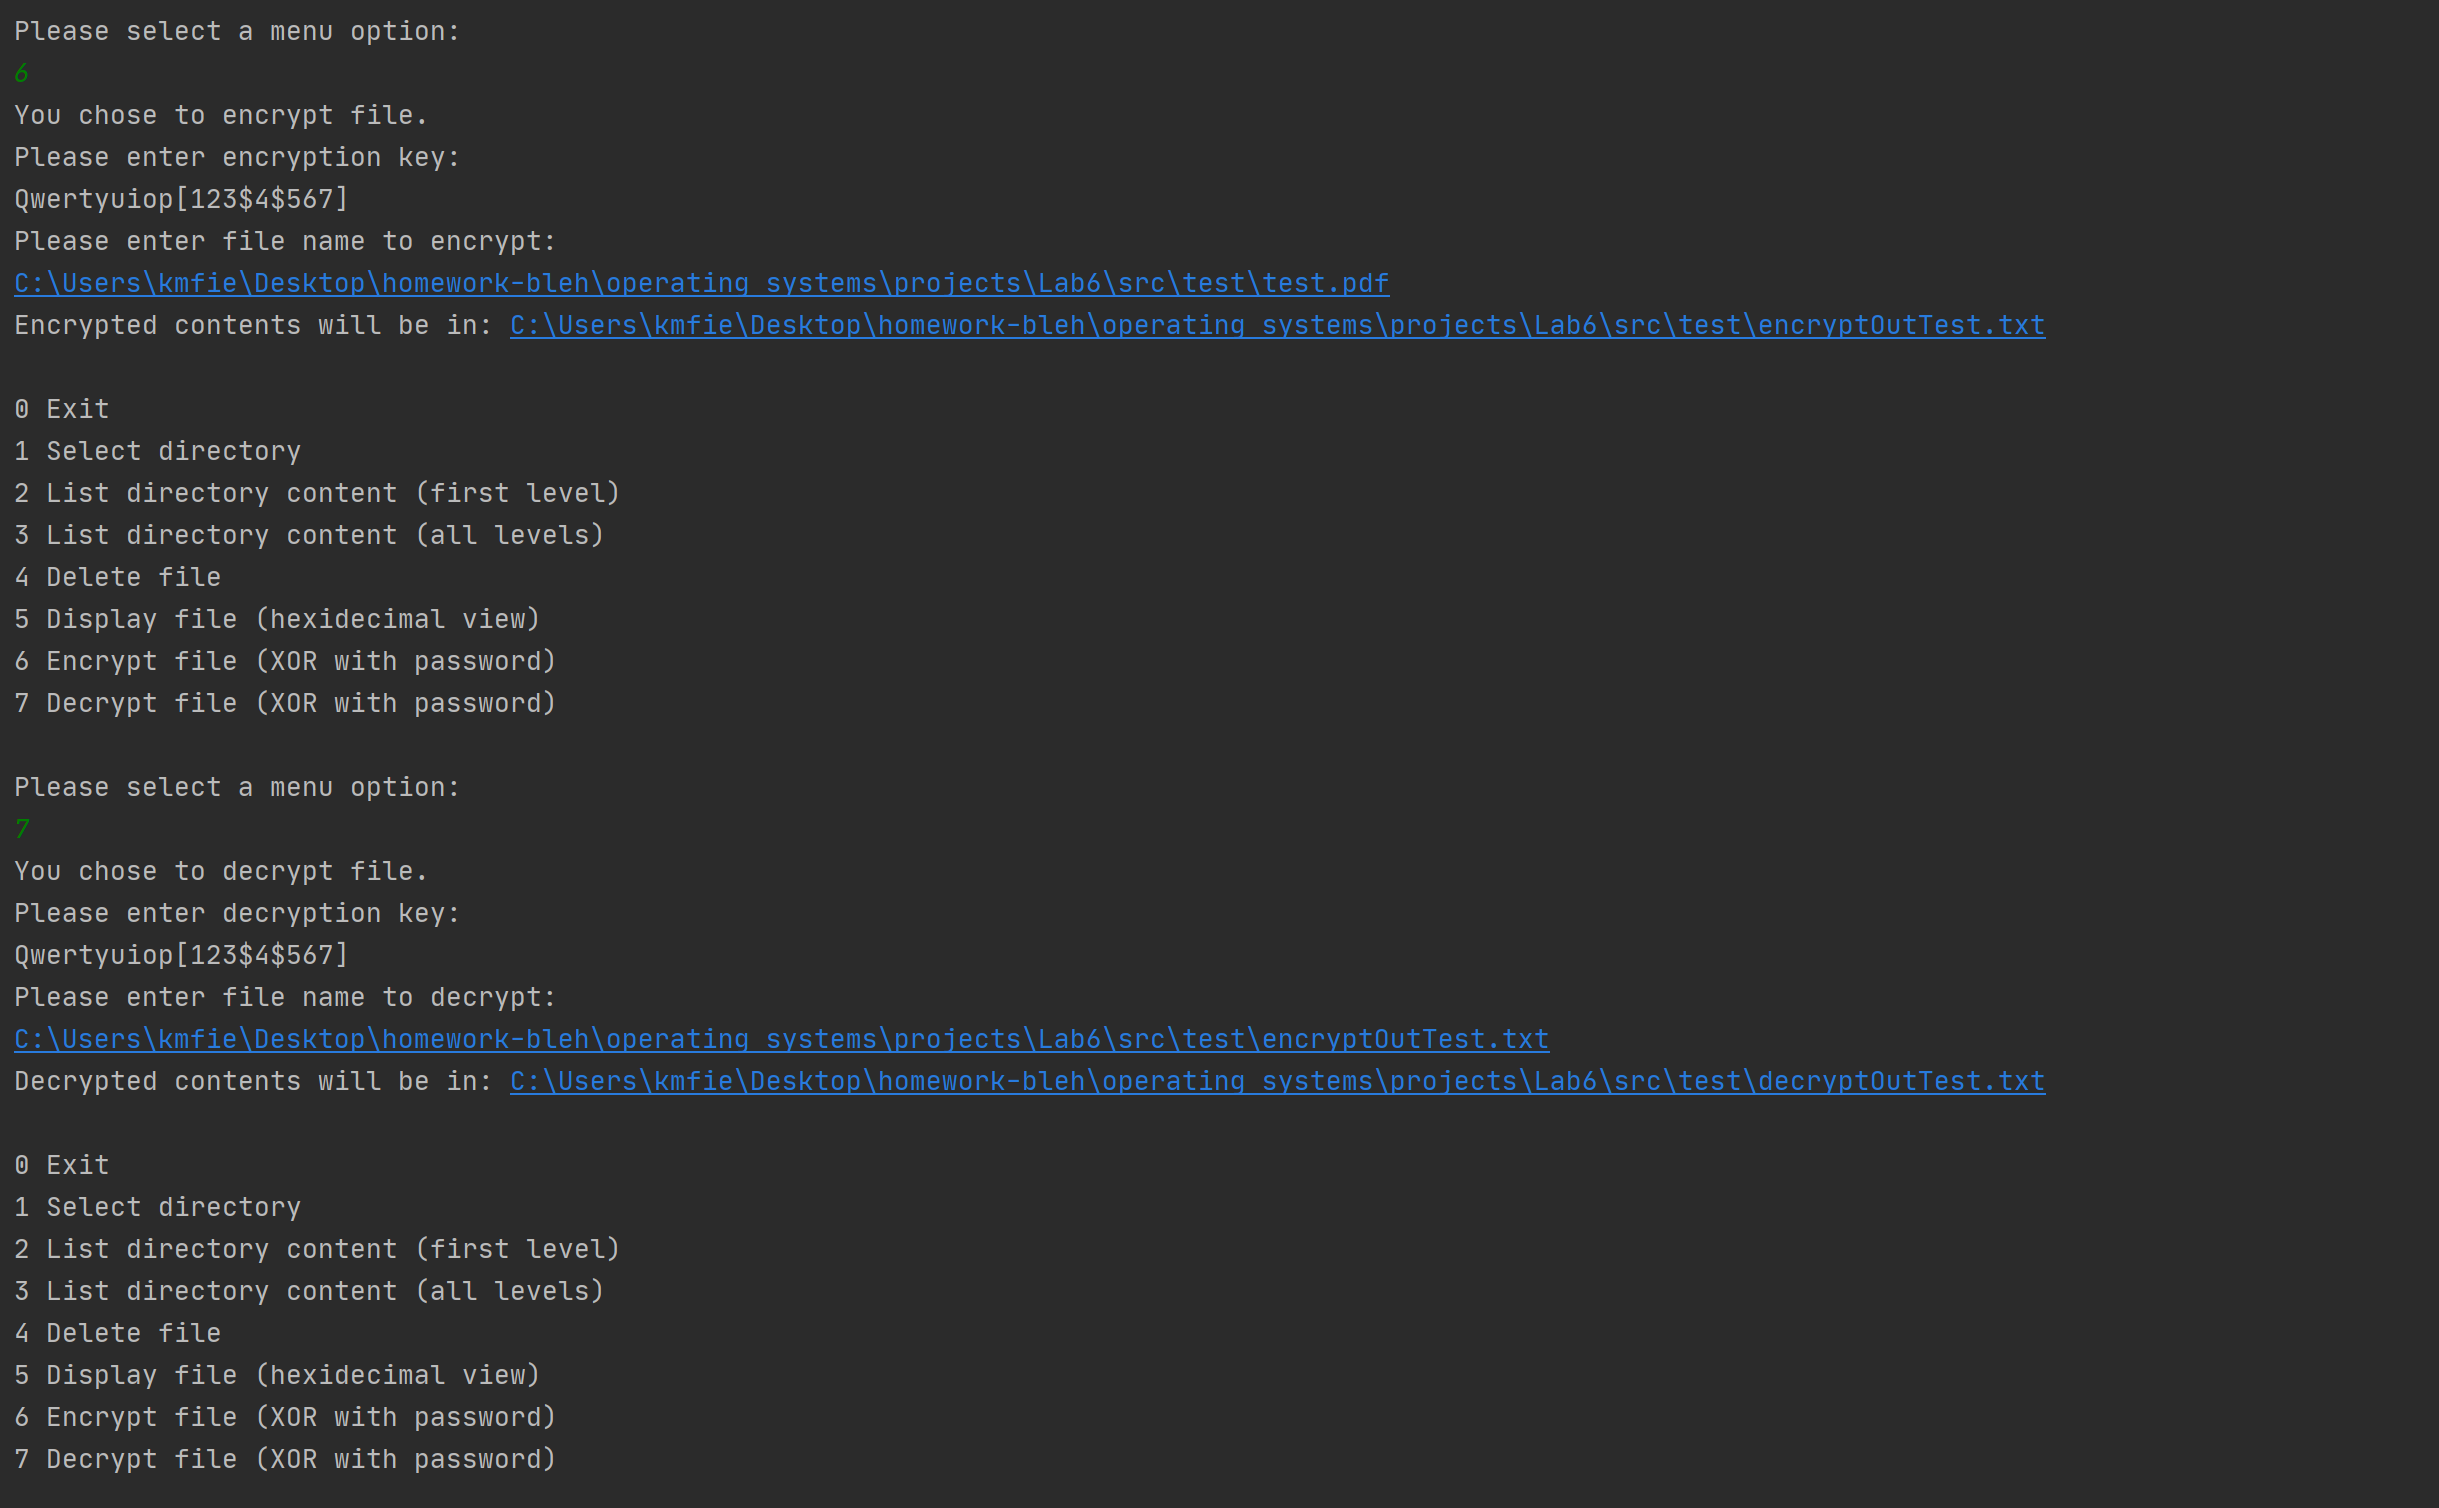 Please select a menu option:
6
You chose to encrypt file.
Please enter encryption key:
Qwertyuiop[123$4$567]
Please enter file name to encrypt:
C:\Users\kmfie\Desktop\homework-bleh\operating systems\projects\Lab6\src\test\test.pdf
Encrypted contents will be in: C:\Users\kmfie\Desktop\homework-bleh\operating systems\projects\Lab6\src\test\encryptOutTest.txt
0 Exit
1 Select directory
2 List directory content (first level)
3 List directory content (all levels)
4 Delete file
5 Display file (hexidecimal view)
6 Encrypt file (XOR with password)
7 Decrypt file (XOR with password)
Please select a menu option:
7
You chose to decrypt file.
Please enter decryption key:
Qwertyuiop[123$4$567]
Please enter file name to decrypt:
C:\Users\kmfie\Desktop\homework-bleh\operating systems\projects\Lab6\src\test\encryptOutTest.txt
Decrypted contents will be in: C:\Users\kmfie\Desktop\homework-bleh\operating systems\projects\Lab6\src\test\decryptOutTest.txt
0 Exit
1 Select directory
2 List directory content (first level)
3 List directory content (all levels)
4 Delete file
5 Display file (hexidecimal view)
6 Encrypt file (XOR with password)
7 Decrypt file (XOR with password)